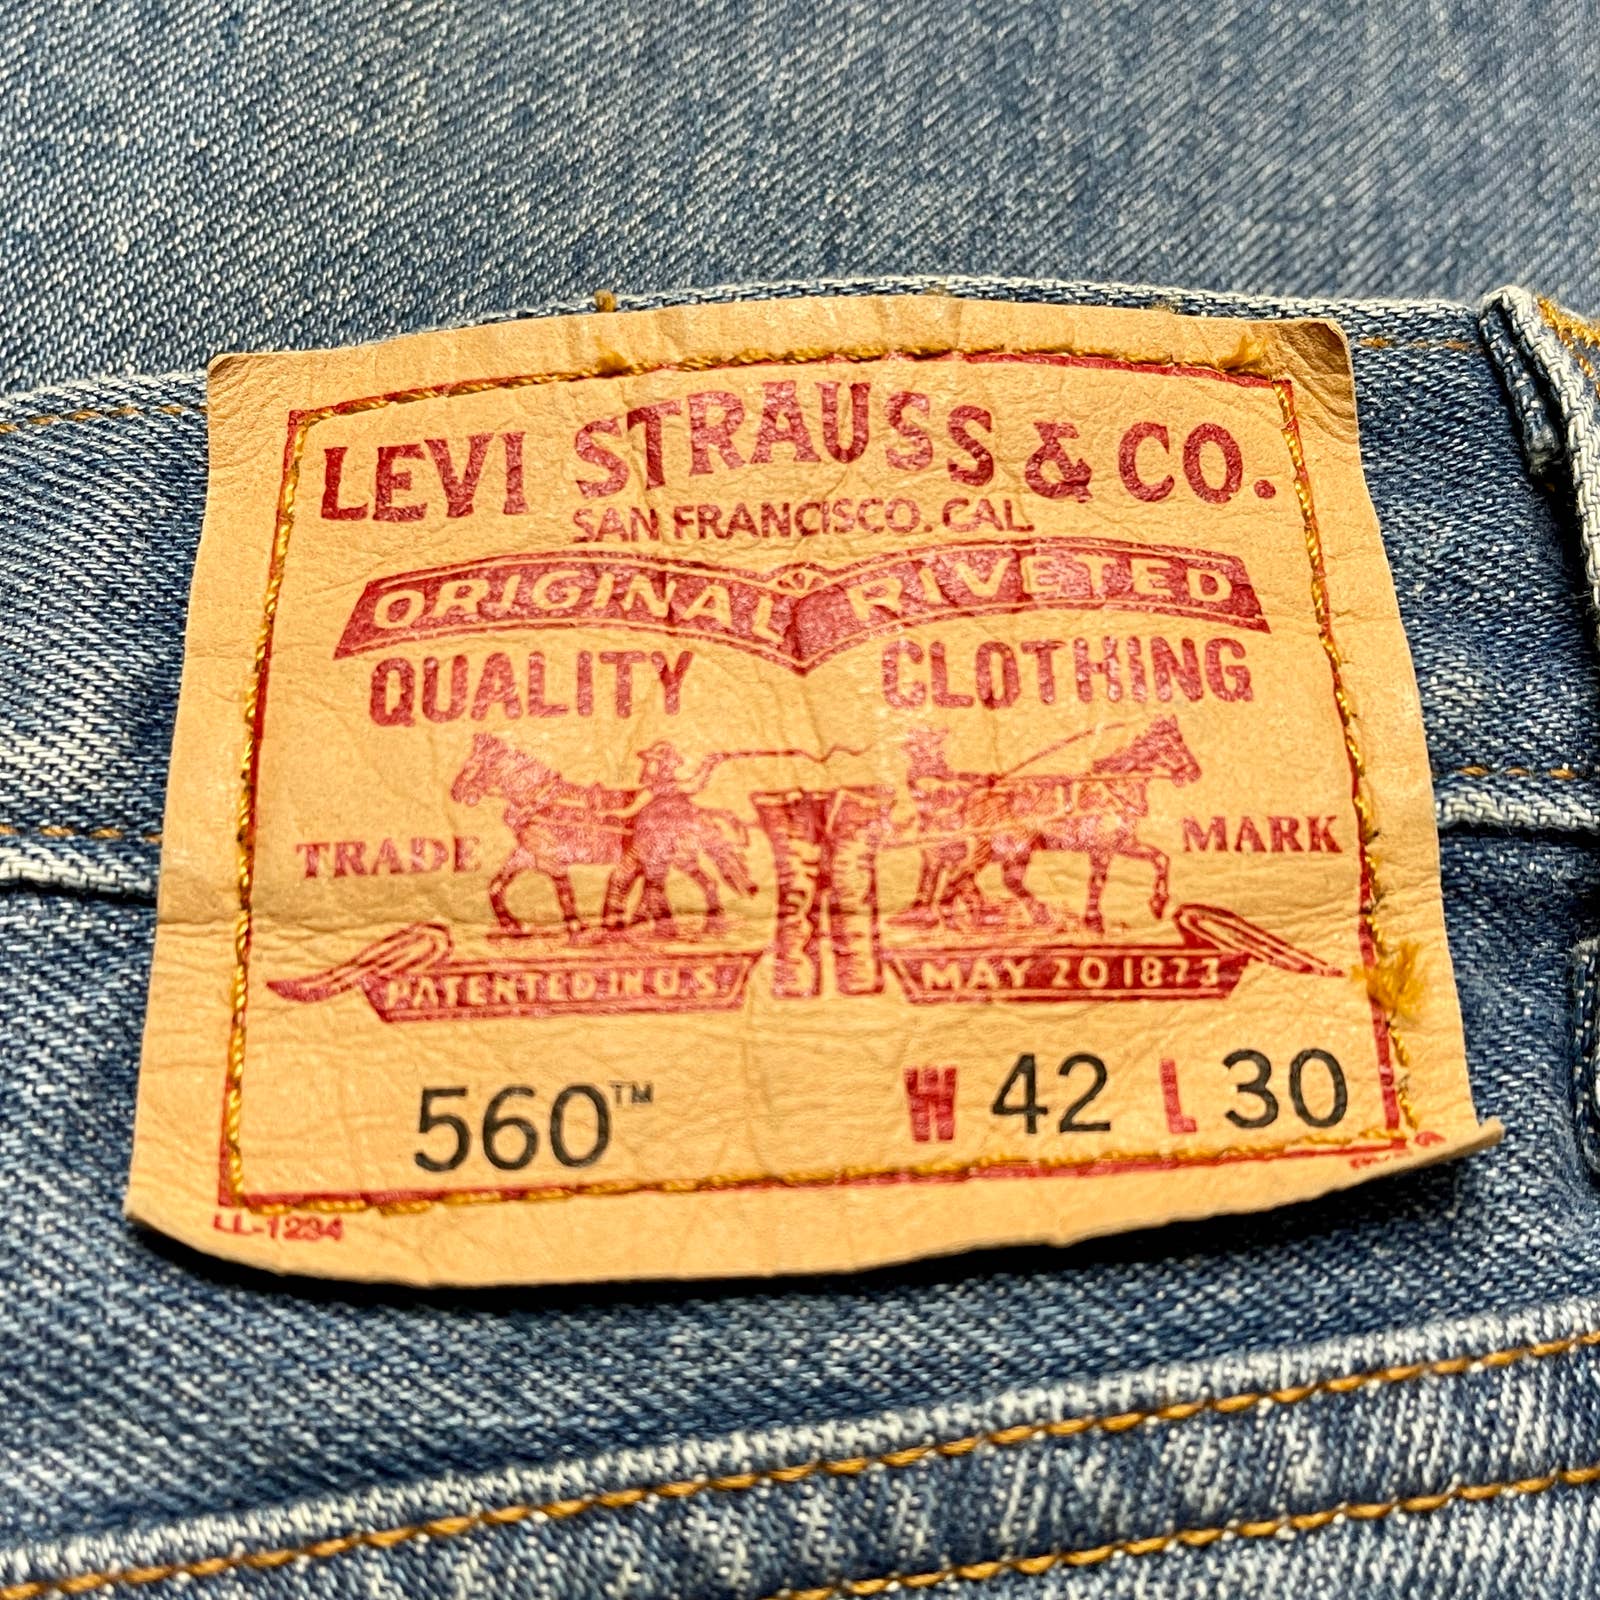 LEVI STRAUSS & CO.
SAN FRANCISCO. CAL.
ORIGINAL RIVETED
QUALITY CLOTHING
TRADE MARK
PATENTED IN U.S. MAY 20 1873
560™ W 42 L 30
LL-1234 ®